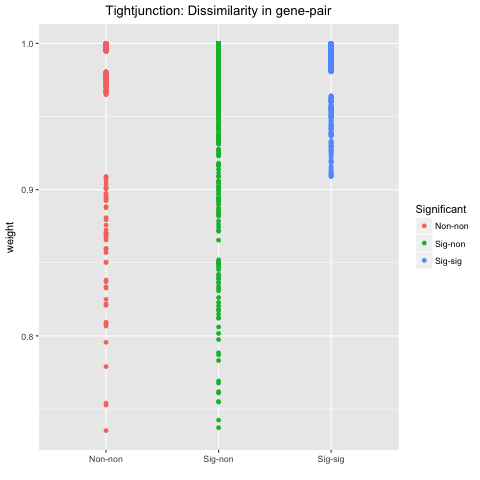 Tightjunction: Dissimilarity in gene-pair
1.0
0.9
0.8
weight
Non-non
Sig-non
Sig-sig
Significant
Non-non
Sig-non
Sig-sig